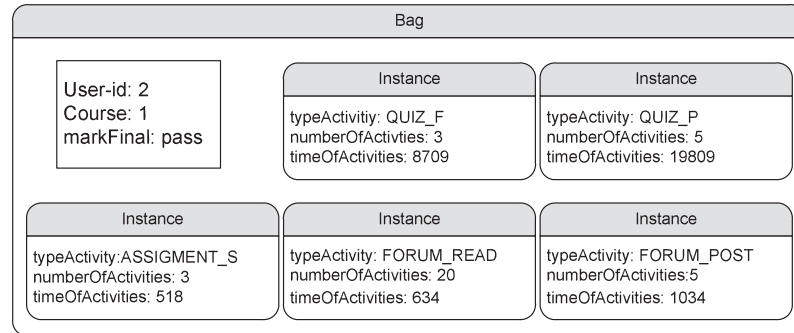 Bag
User-id: 2
Course: 1
markFinal: pass
Instance
typeActivitiy: QUIZ_F
numberOfActivties: 3
timeOfActivities: 8709
Instance
typeActivity: QUIZ_P
numberOfActivities: 5
timeOfActivities: 19809
Instance
typeActivity:ASSIGMENT_S
numberOfActivities: 3
timeOfActivities: 518
Instance
typeActivity: FORUM_READ
numberOfActivities: 20
timeOfActivities: 634
Instance
typeActivity: FORUM_POST
numberOfActivities:5
timeOfActivities: 1034